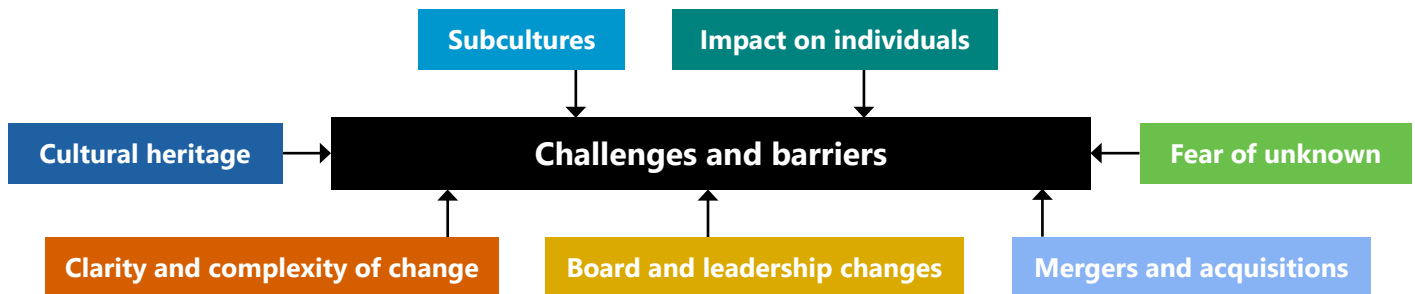 Subcultures
Impact on individuals
Cultural heritage
Challenges and barriers
Fear of unknown
Clarity and complexity of change
Board and leadership changes
Mergers and acquisitions